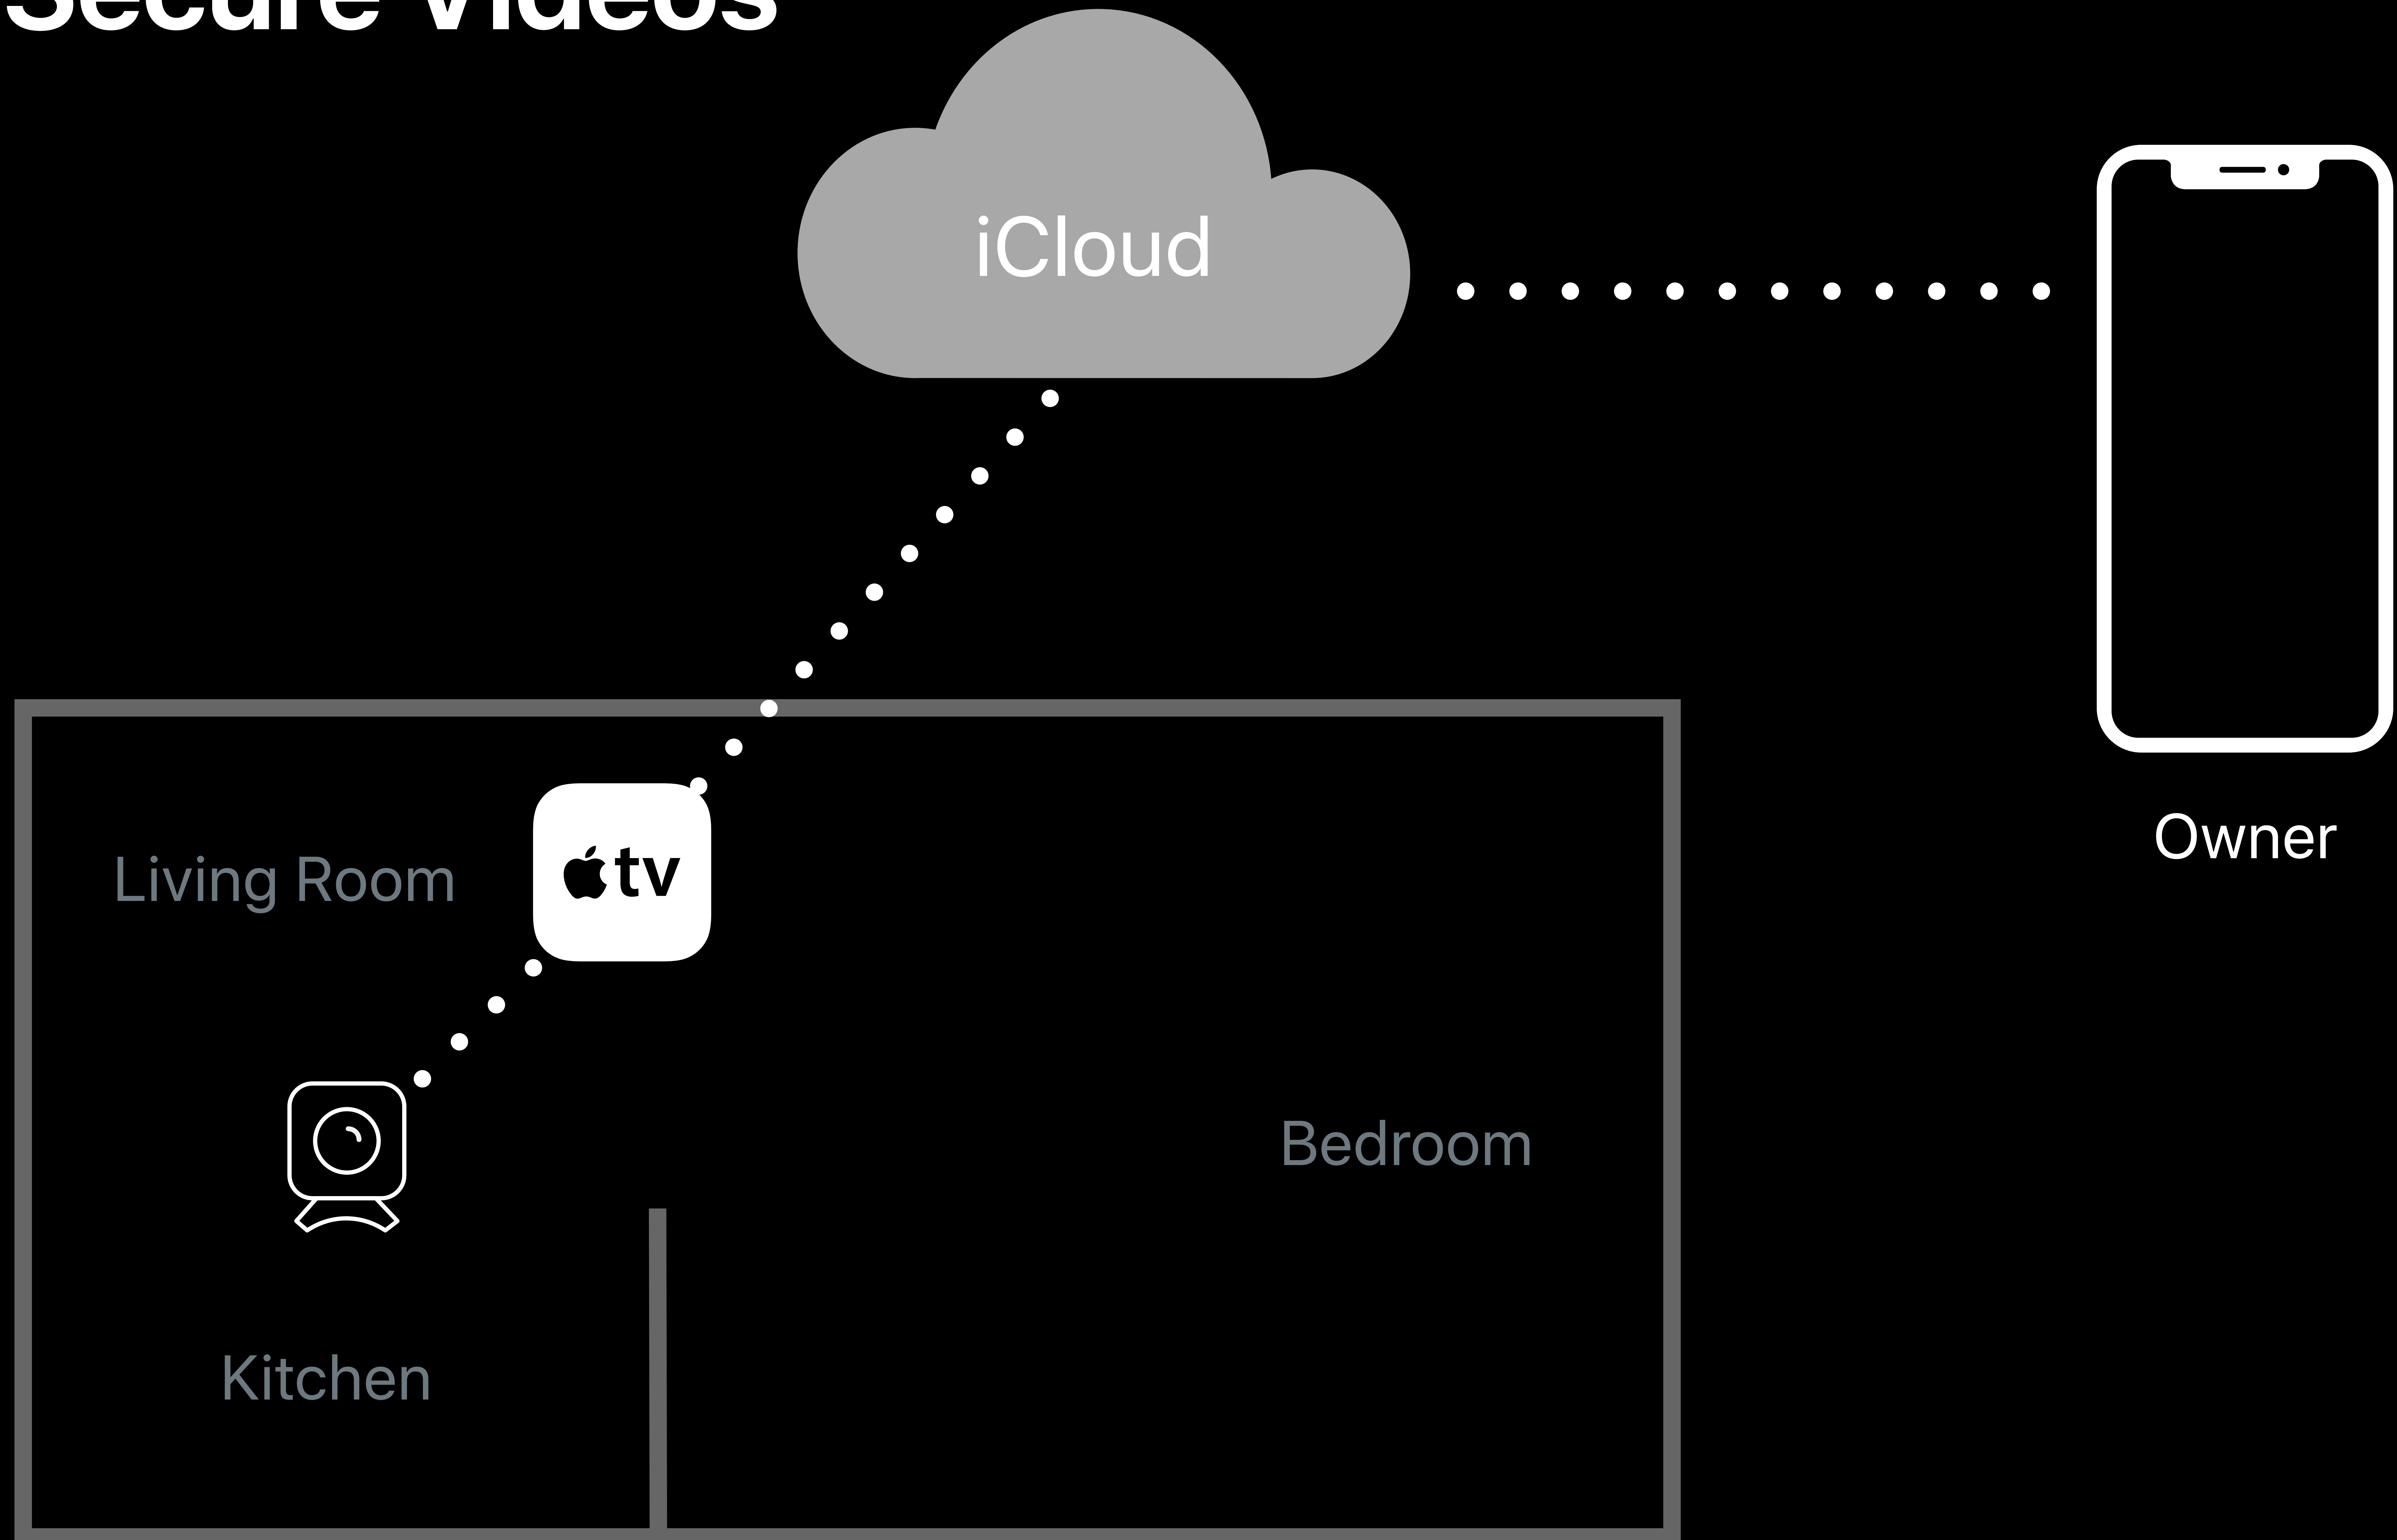 Secure Videos
iCloud
Owner
Living Room
tv
Bedroom
Kitchen